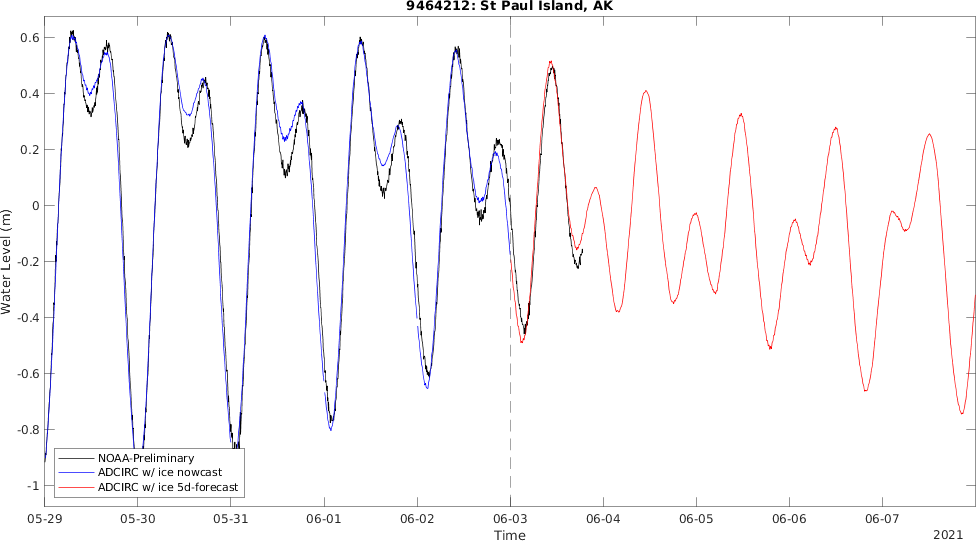 9464212: St Paul Island, AK
Water Level (m)
0.6
0.4
0.2
0
-0.2
-0.4
-0.6
-0.8
-1
NOAA-Preliminary
ADCIRC w/ ice nowcast
ADCIRC w/ ice 5d-forecast
05-29 05-30 05-31 06-01 06-02 06-03 06-04 06-05 06-06 06-07
Time
2021